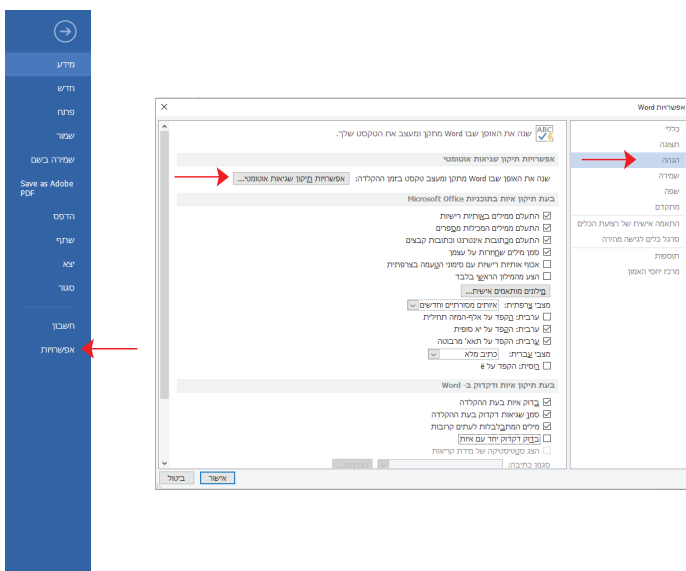 מידע
חדש
פתח
שמור
שמירה בשם
Save as Adobe
PDF
הדפס
שתף
יצא
סגור
חשבון
אפשרויות
אפשרויות Word
כללי
תצוגה
הגהה
שמירה
שפה
מתקדם
התאמה אישית של רצועת הכלים
סרגל כלים לגישה מהירה
תוספות
מרכז יחסי האמון
ABC
שנה את האופן שבו Word מתקן ומעצב את הטקסט שלך.
אפשרויות תיקון שגיאות אוטומטי
שנה את האופן שבו Word מתקן ומעצב טקסט בזמן ההקלדה: אפשרויות תיקון שגיאות אוטומטי...
בעת תיקון איות בתוכניות Microsoft Office
התעלם ממילים באותיות רישיות
התעלם ממילים המכילות מספרים
התעלם מכתובות אינטרנט וכתובות קבצים
סמן מילים שחוזרות על עצמן
אכוף אותיות רישיות עם סימוני הטעמה בצרפתית
הצע מהמילון הראשי בלבד
מילונים מותאמים אישית...
מצבי צרפתית: איותים מסורתיים וחדשים
ערבית: הקפד על אלף-המזה תחילית
ערבית: הקפד על יא סופית
ערבית: הקפד על תאא' מרבוטה
מצבי עברית: כתיב מלא
רוסית: הקפד על ë
בעת תיקון איות ודקדוק ב- Word
בדוק איות בעת ההקלדה
סמן שגיאות דקדוק בעת ההקלדה
מילים המתבלבלות לעתים קרובות
בדוק דקדוק יחד עם איות
הצג סטטיסטיקה של מידת קריאות
סגנון כתיבה:
אישור
ביטול